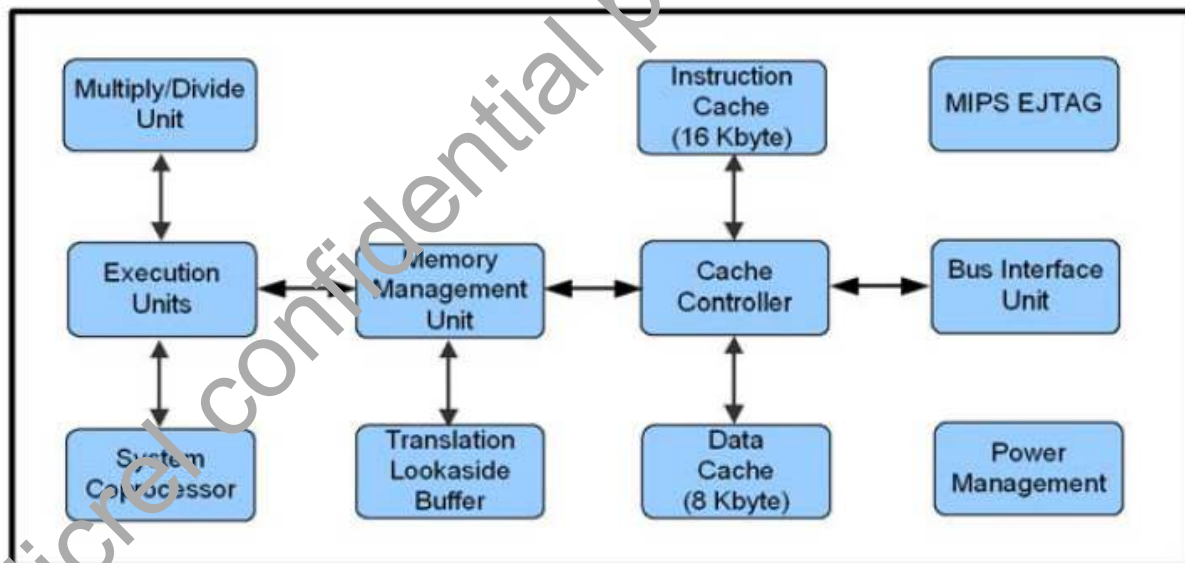 Multiply/Divide
Unit
Instruction
Cache
(16 Kbyte)
MIPS EJTAG
Execution
Units
Memory
Management
Unit
Cache
Controller
Bus Interface
Unit
System
Coprocessor
Translation
Lookaside
Buffer
Data
Cache
(8 Kbyte)
Power
Management
confidential